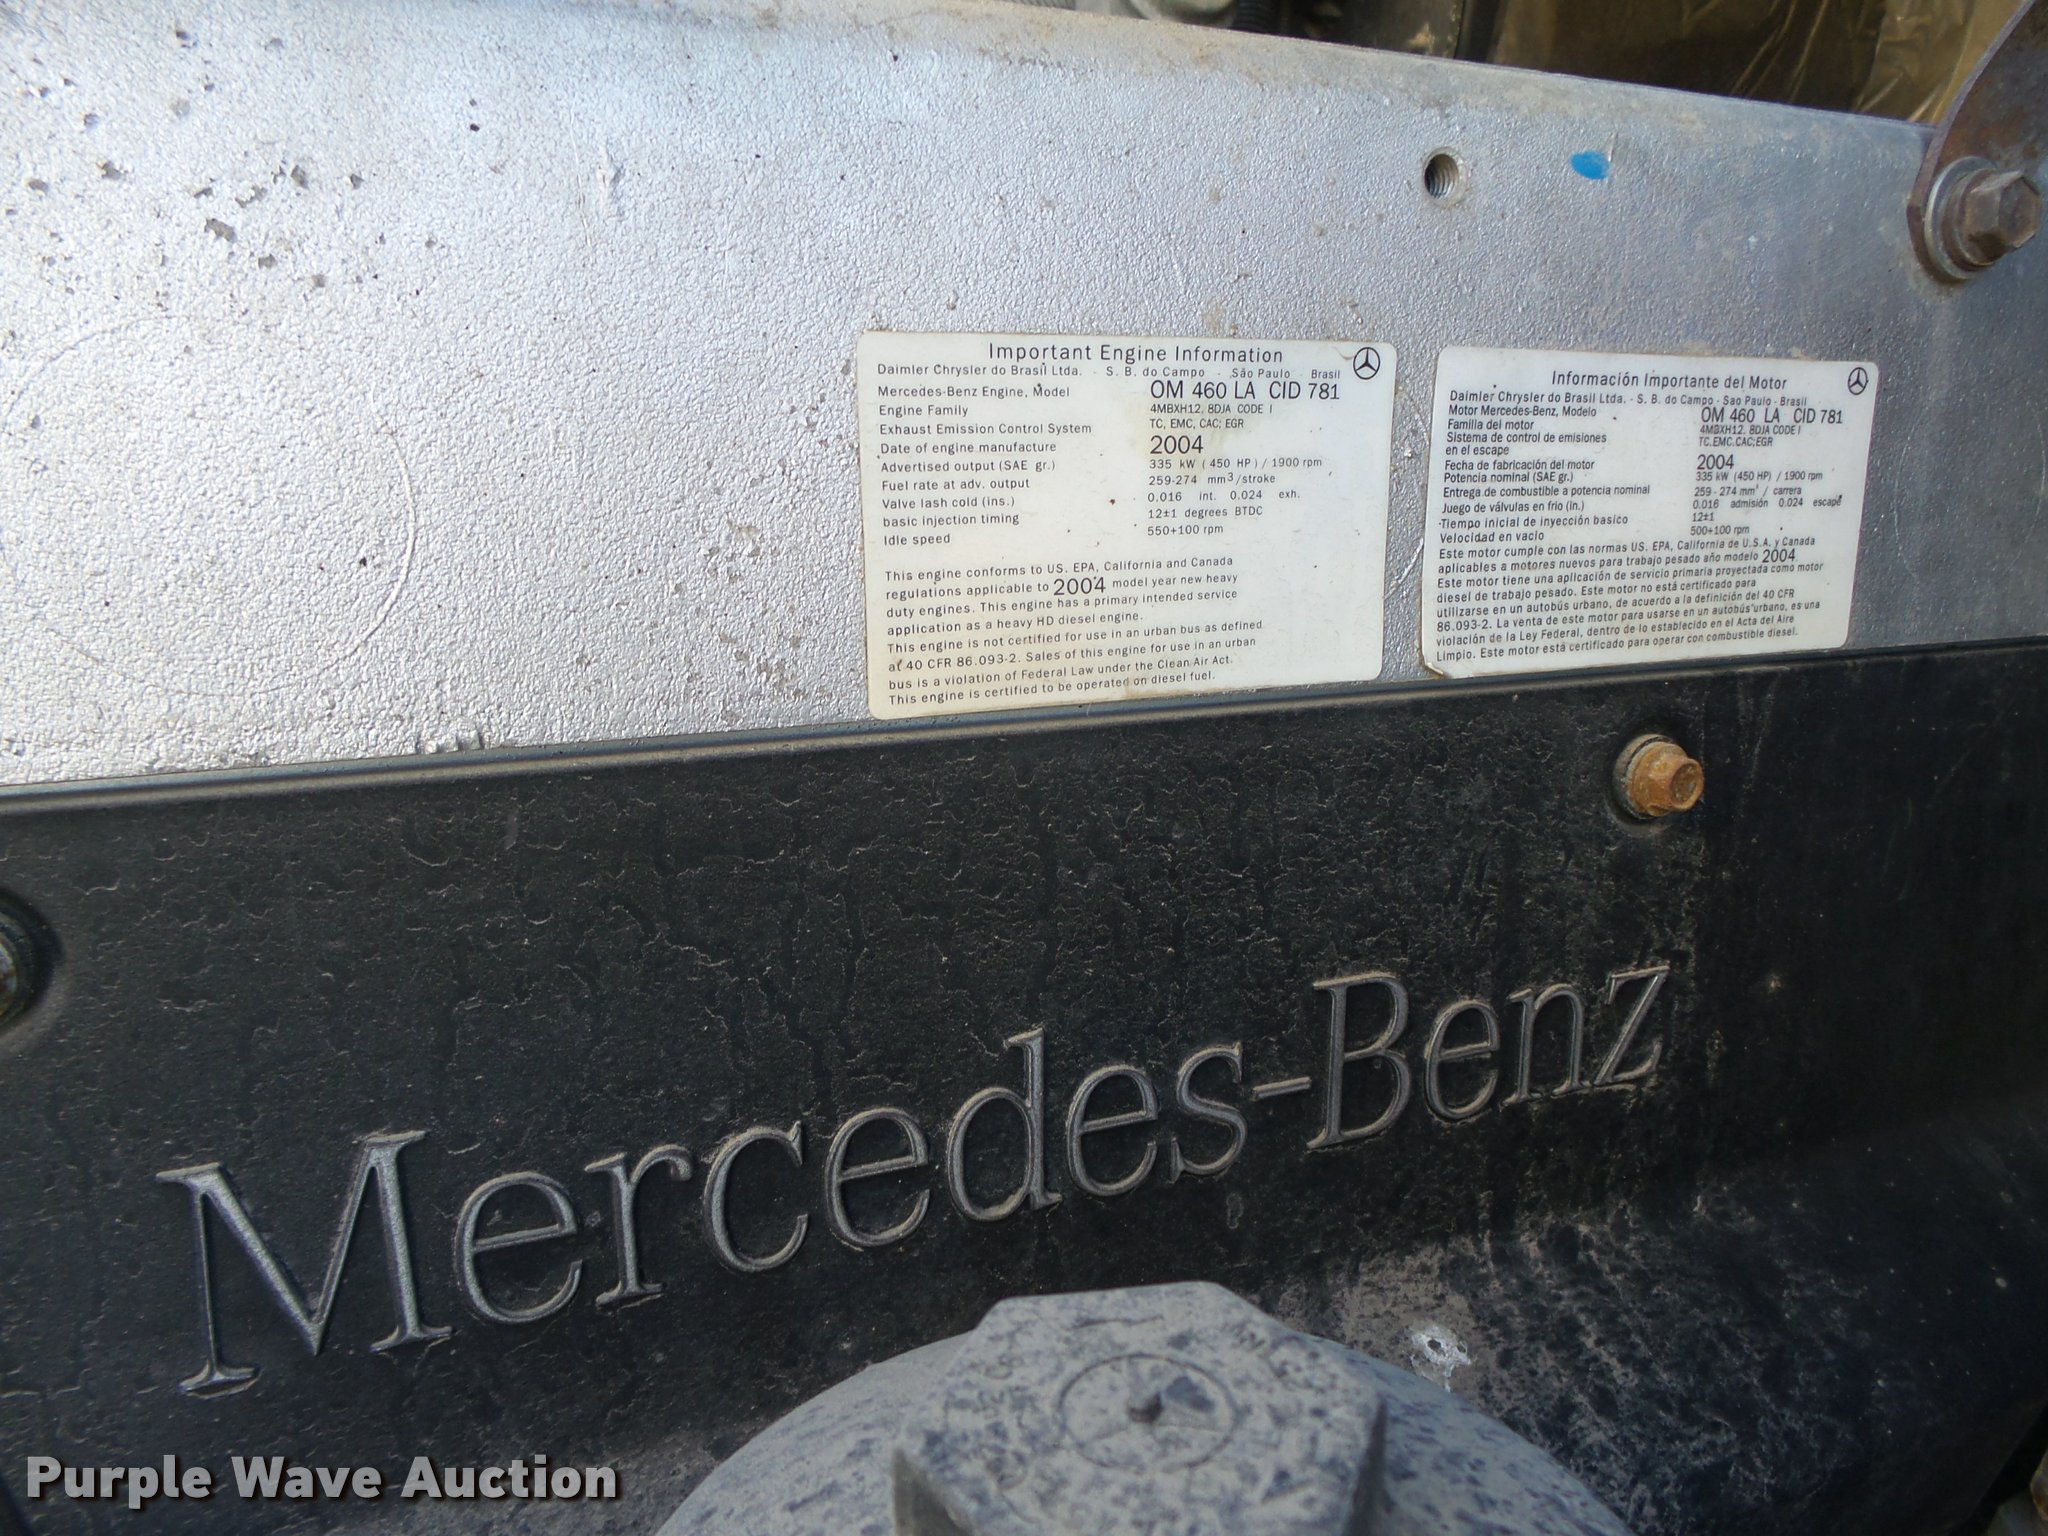 Important Engine Information
Daimler Chrysler do Brasil Ltda. - S. B. do Campo - São Paulo - Brasil
Mercedes-Benz Engine, Model OM 460 LA CID 781
Engine Family 4MBXH12. 8DJA CODE I
Exhaust Emission Control System TC, EMC, CAC; EGR
Date of engine manufacture 2004
Advertised output (SAE gr.) 335 kW (450 HP) / 1900 rpm
Fuel rate at adv. output 259-274 mm3/stroke
Valve lash cold (ins.) 0.016 int. 0.024 exh.
basic injection timing 12±1 degrees BTDC
Idle speed 550+100 rpm
This engine conforms to US. EPA, California and Canada
regulations applicable to 2004 model year new heavy
duty engines. This engine has a primary intended service
application as a heavy HD diesel engine.
This engine is not certified for use in an urban bus as defined
at 40 CFR 86.093-2. Sales of this engine for use in an urban
bus is a violation of Federal Law under the Clean Air Act.
This engine is certified to be operated on diesel fuel.
Información Importante del Motor
Daimler Chrysler do Brasil Ltda. - S. B. do Campo - Sao Paulo - Brasil
Motor Mercedes-Benz, Modelo OM 460 LA CID 781
Familla del motor 4MBXH12. 8DJA CODE I
Sistema de control de emisiones TC,EMC,CAC;EGR
en el escape
Fecha de fabricación del motor 2004
Potencia nominal (SAE gr.) 335 kW (450 HP) / 1900 rpm
Entrega de combustible a potencia nominal 259-274 mm³ / carrera
Juego de válvulas en frio (in.) 0.016 admisión 0.024 escape
Tiempo inicial de inyección basico 12±1
Velocidad en vacio 500+100 rpm
Este motor cumple con las normas US. EPA, California de U.S.A. y Canada
aplicables a motores nuevos para trabajo pesado año modelo 2004
Este motor tiene una aplicación de servicio primaria proyectada como motor
diesel de trabajo pesado. Este motor no está certificado para
utilizarse en un autobús urbano, de acuerdo a la definición del 40 CFR
86.093-2. La venta de este motor para usarse en un autobús urbano, es una
violación de la Ley Federal, dentro de lo establecido en el Acta del Aire
Limpio. Este motor está certificado para operar con combustible diesel.
Mercedes-Benz
Purple Wave Auction